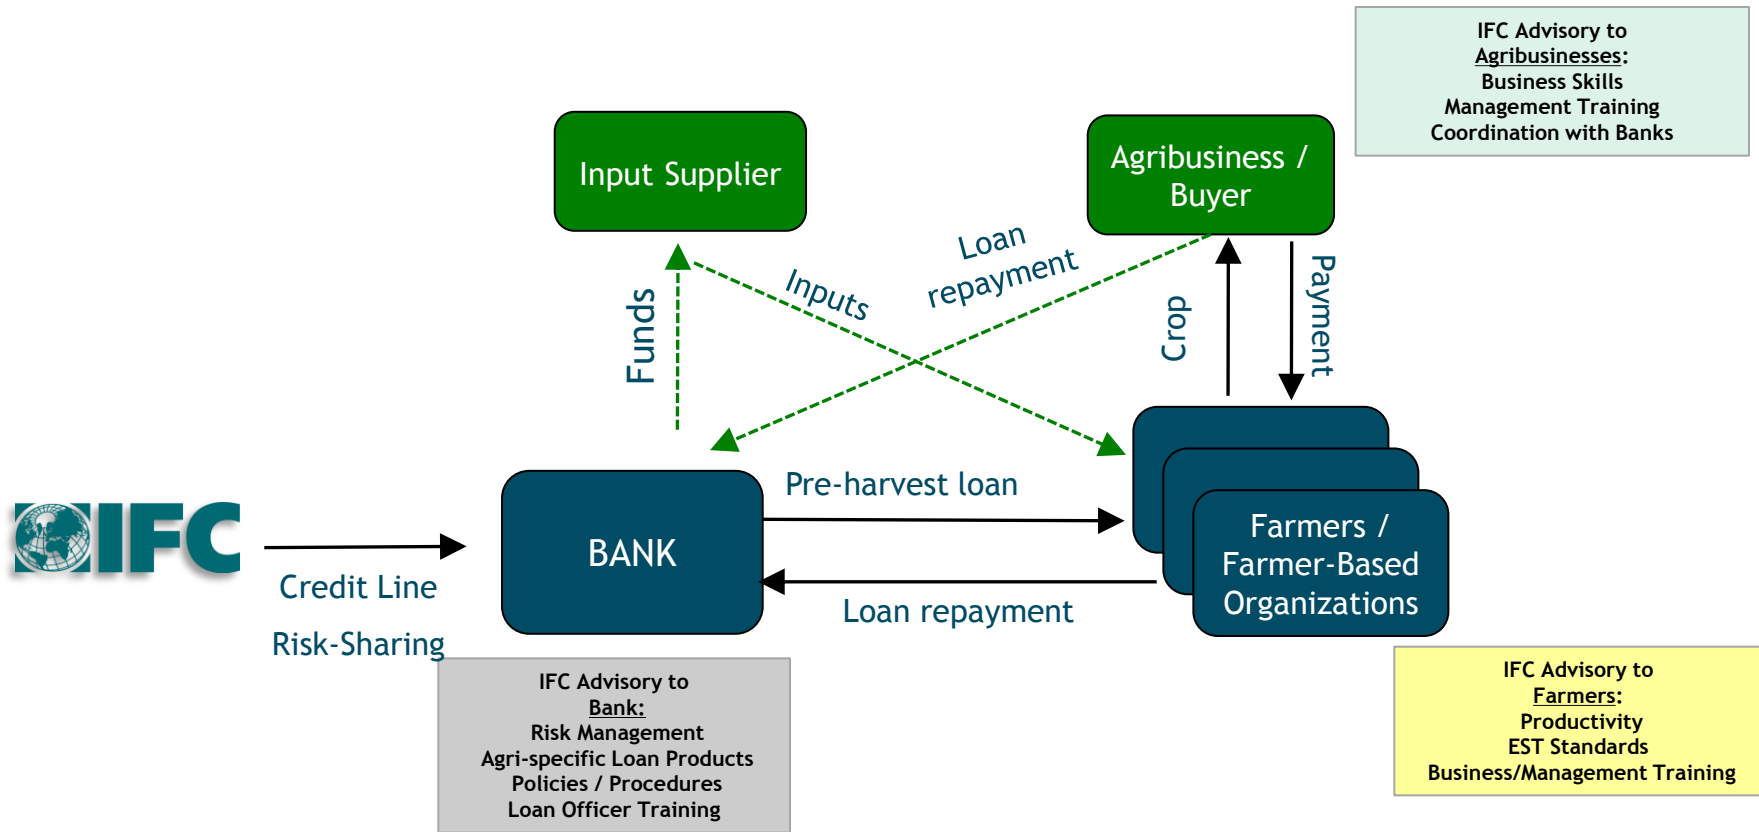 IFC Advisory to
Agribusinesses:
Business Skills
Management Training
Coordination with Banks
Input Supplier
Agribusiness /
Buyer
Loan
repayment
Inputs
Funds
Crop
Payment
Pre-harvest loan
IFC
BANK
Farmers /
Farmer-Based
Organizations
Credit Line
Risk-Sharing
Loan repayment
IFC Advisory to
Bank:
Risk Management
Agri-specific Loan Products
Policies / Procedures
Loan Officer Training
IFC Advisory to
Farmers:
Productivity
EST Standards
Business/Management Training